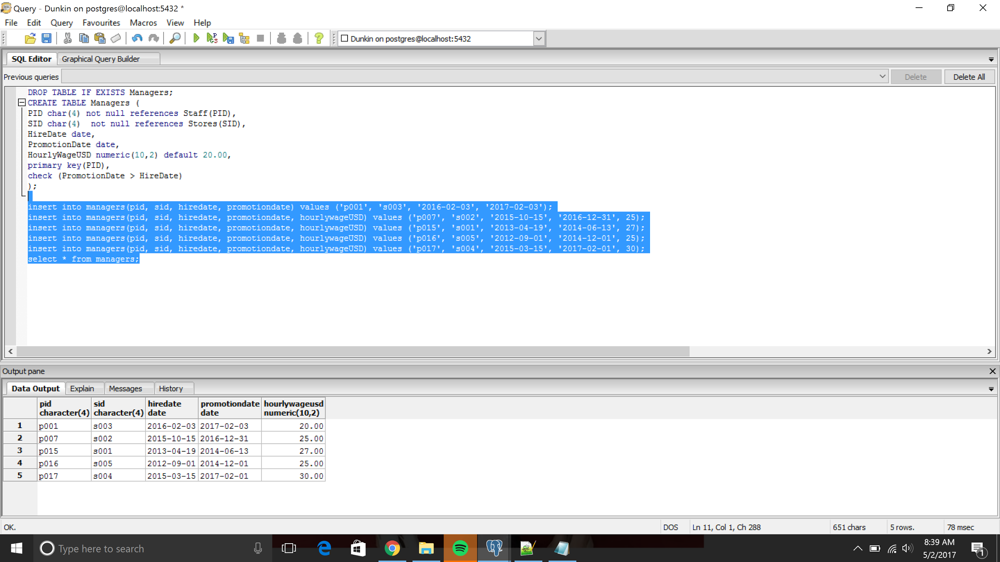 Query - Dunkin on postgres@localhost:5432 *
File Edit Query Favourites Macros View Help
Dunkin on postgres@localhost:5432
SQL Editor Graphical Query Builder
Previous queries Delete Delete All
DROP TABLE IF EXISTS Managers;
CREATE TABLE Managers (
PID char(4) not null references Staff(PID),
SID char(4)  not null references Stores(SID),
HireDate date,
PromotionDate date,
HourlyWageUSD numeric(10,2) default 20.00,
primary key(PID),
check (PromotionDate > HireDate)
);
insert into managers(pid, sid, hiredate, promotiondate) values ('p001', 's003', '2016-02-03', '2017-02-03');
insert into managers(pid, sid, hiredate, promotiondate, hourlywageUSD) values ('p007', 's002', '2015-10-15', '2016-12-31', 25);
insert into managers(pid, sid, hiredate, promotiondate, hourlywageUSD) values ('p015', 's001', '2013-04-19', '2014-06-13', 27);
insert into managers(pid, sid, hiredate, promotiondate, hourlywageUSD) values ('p016', 's005', '2012-09-01', '2014-12-01', 25);
insert into managers(pid, sid, hiredate, promotiondate, hourlywageUSD) values ('p017', 's004', '2015-03-15', '2017-02-01', 30);
select * from managers;
Output pane
Data Output Explain Messages History
pid sid hiredate promotiondate hourlywageusd
character(4) character(4) date date numeric(10,2)
1 p001 s003 2016-02-03 2017-02-03 20.00
2 p007 s002 2015-10-15 2016-12-31 25.00
3 p015 s001 2013-04-19 2014-06-13 27.00
4 p016 s005 2012-09-01 2014-12-01 25.00
5 p017 s004 2015-03-15 2017-02-01 30.00
OK. DOS Ln 11, Col 1, Ch 288 651 chars 5 rows. 78 msec
Type here to search
8:39 AM
5/2/2017
1